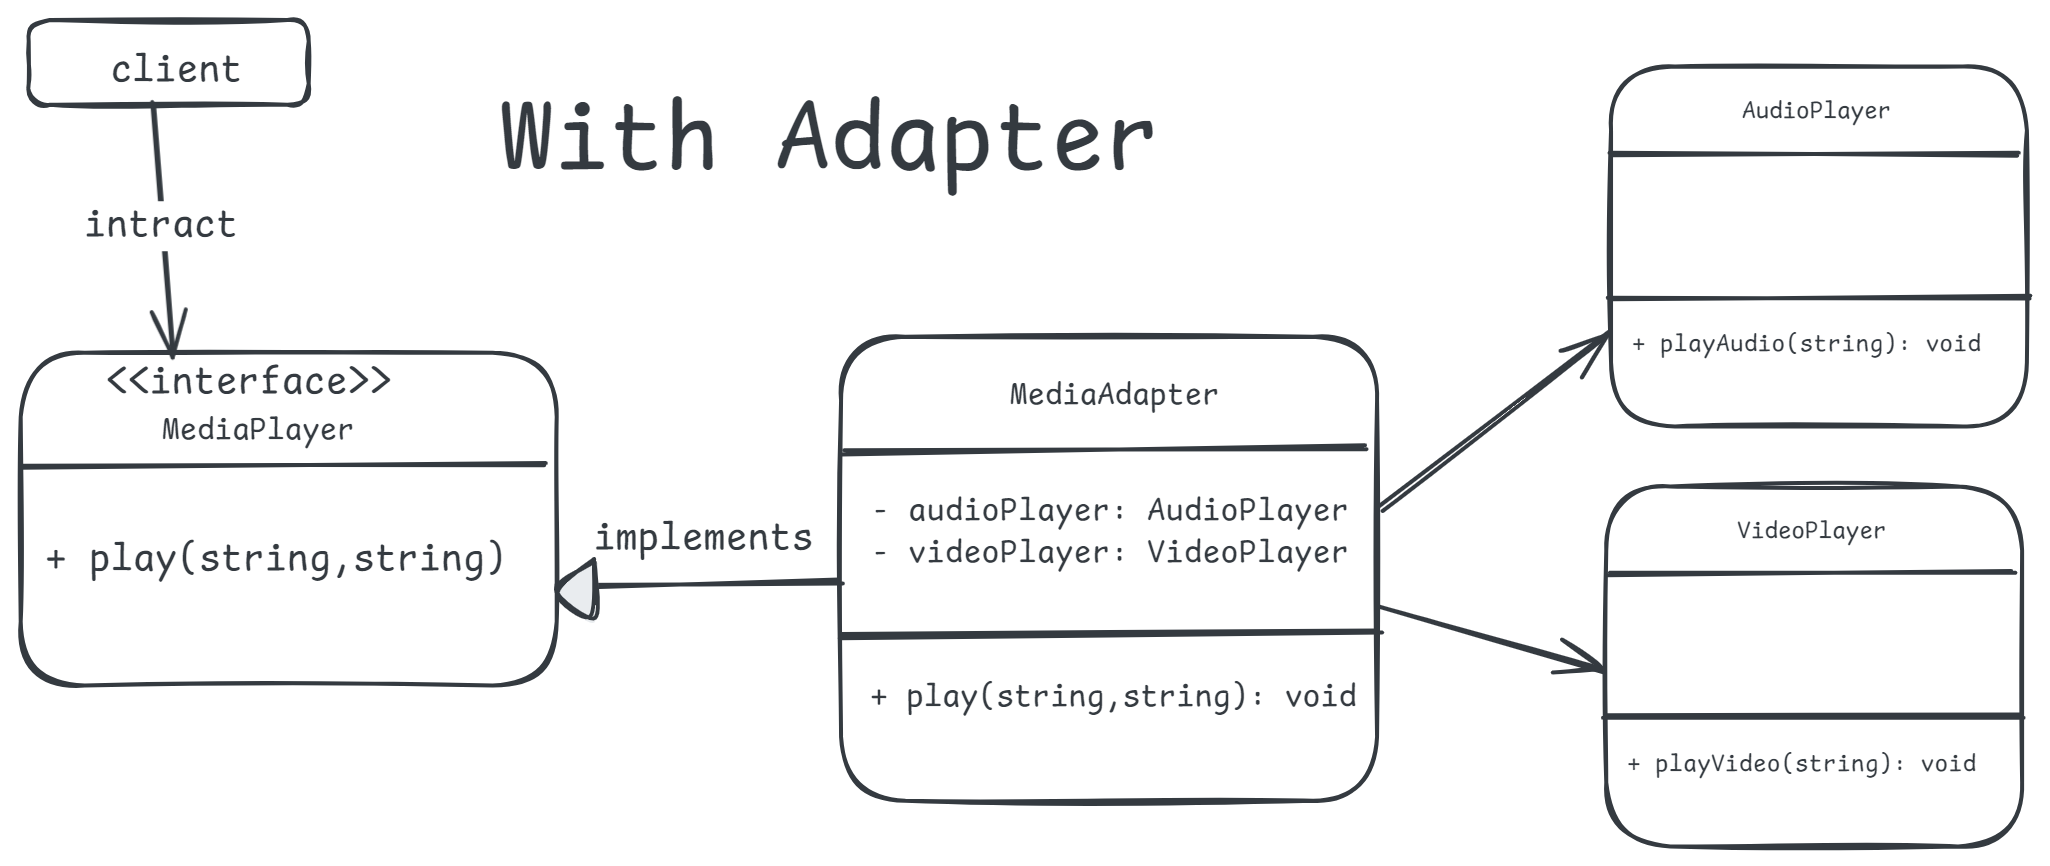 client
With Adapter
intract
<<interface>>
MediaPlayer
+ play(string,string)
implements
MediaAdapter
- audioPlayer: AudioPlayer
- videoPlayer: VideoPlayer
+ play(string,string): void
AudioPlayer
+ playAudio(string): void
VideoPlayer
+ playVideo(string): void